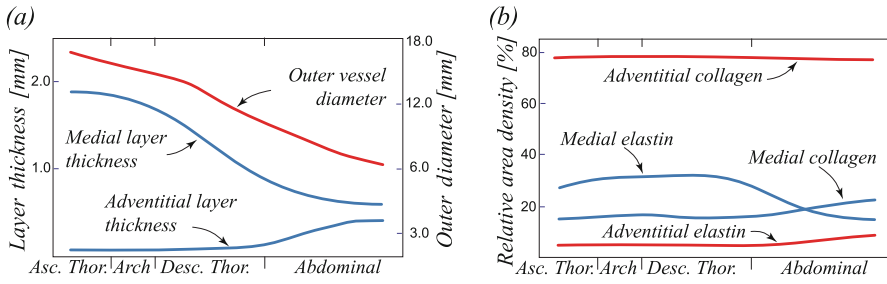 (a)
Layer thickness [mm]
2.0
1.0
18.0
12.0
6.0
3.0
Outer diameter [mm]
Outer vessel
diameter
Medial layer
thickness
Adventitial layer
thickness
Asc. Thor. Arch Desc. Thor. Abdominal
(b)
Relative area density [%]
80
60
40
20
Adventitial collagen
Medial elastin
Medial collagen
Adventitial elastin
Asc. Thor. Arch Desc. Thor. Abdominal